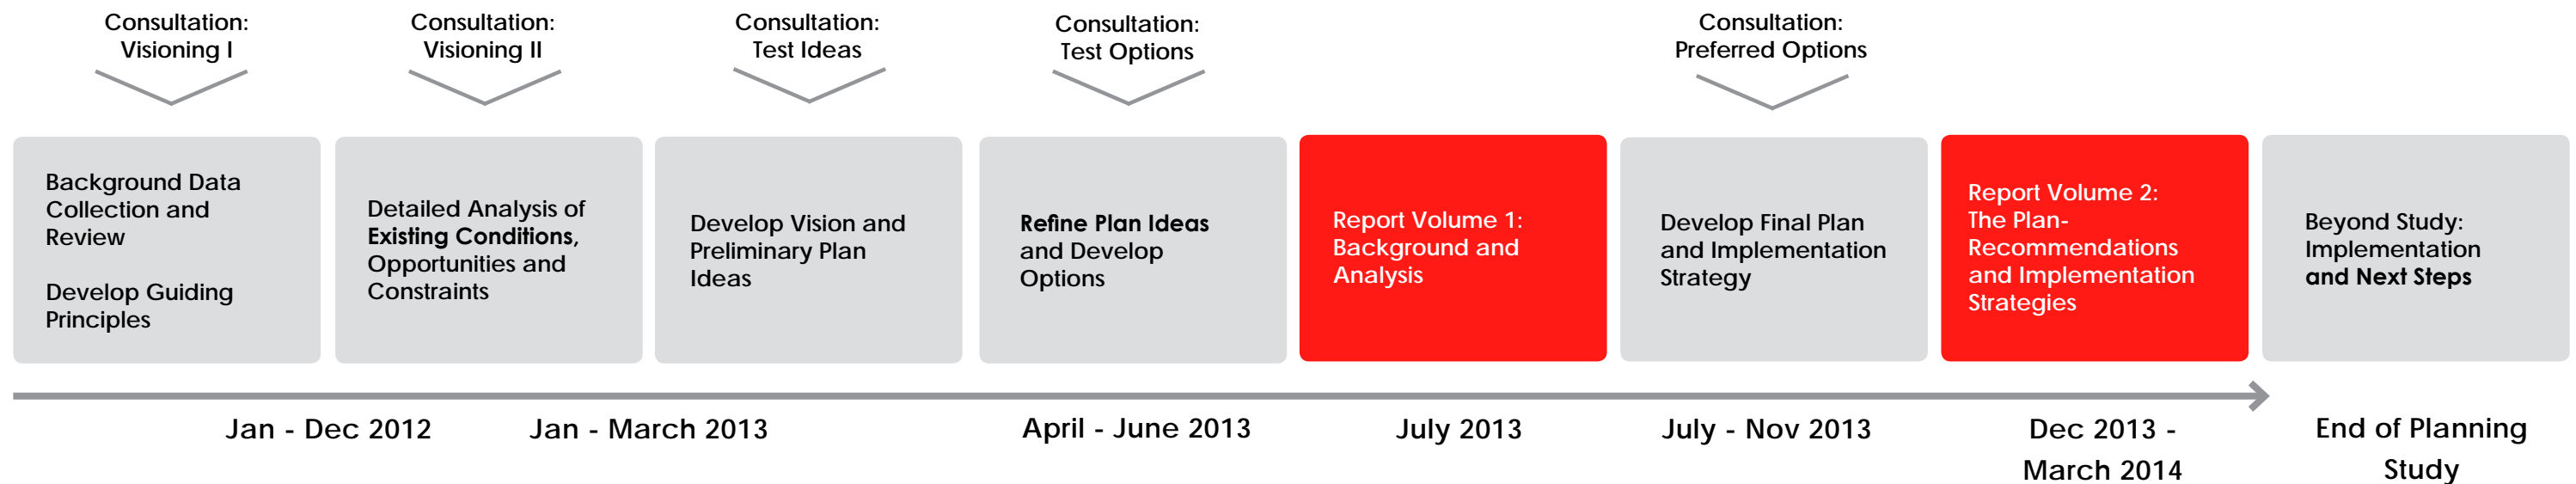 Consultation:
Visioning I
Consultation:
Visioning II
Consultation:
Test Ideas
Consultation:
Test Options
Consultation:
Preferred Options
Background Data
Collection and
Review
Develop Guiding
Principles
Detailed Analysis of
Existing Conditions,
Opportunities and
Constraints
Develop Vision and
Preliminary Plan
Ideas
Refine Plan Ideas
and Develop
Options
Report Volume 1:
Background and
Analysis
Develop Final Plan
and Implementation
Strategy
Report Volume 2:
The Plan-
Recommendations
and Implementation
Strategies
Beyond Study:
Implementation
and Next Steps
Jan - Dec 2012
Jan - March 2013
April - June 2013
July 2013
July - Nov 2013
Dec 2013 -
March 2014
End of Planning
Study